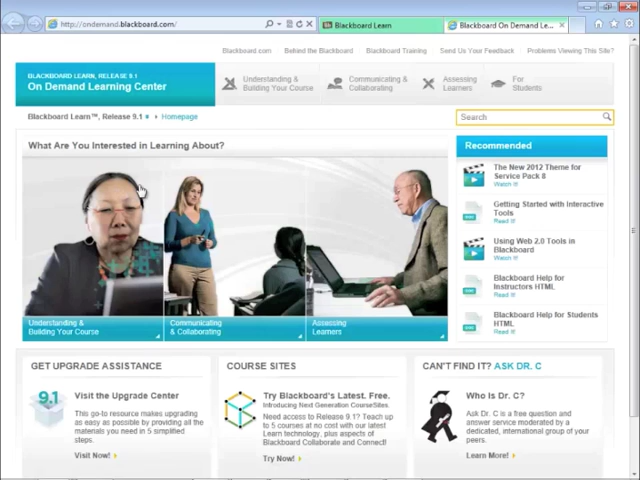 http://ondemand.blackboard.com/
Blackboard Learn
Blackboard On Demand Le...
Blackboard.com
Behind the Blackboard
Blackboard Training
Send Us Your Feedback
Problems Viewing This Site?
BLACKBOARD LEARN, RELEASE 9.1
On Demand Learning Center
Understanding &
Building Your Course
Communicating &
Collaborating
Assessing
Learners
For
Students
Blackboard Learn™, Release 9.1
Homepage
Search
What Are You Interested in Learning About?
Understanding &
Building Your Course
Communicating
& Collaborating
Assessing
Learners
Recommended
The New 2012 Theme for
Service Pack 8
Watch It!
Getting Started with Interactive
Tools
Read It!
Using Web 2.0 Tools in
Blackboard
Watch It!
Blackboard Help for
Instructors HTML
Read It!
Blackboard Help for Students
HTML
Read It!
GET UPGRADE ASSISTANCE
9.1
Visit the Upgrade Center
This go-to resource makes upgrading
as easy as possible by providing all the
materials you need in 5 simplified
steps.
Visit Now!
COURSE SITES
Try Blackboard's Latest. Free.
Introducing Next Generation CourseSites.
Need access to Release 9.1? Teach up
to 5 courses at no cost with our latest
Learn technology, plus aspects of
Blackboard Collaborate and Connect!
Try Now!
CAN'T FIND IT? ASK DR. C
Who Is Dr. C?
Ask Dr. C is a free question and
answer service moderated by a
dedicated, international group of your
peers.
Learn More!